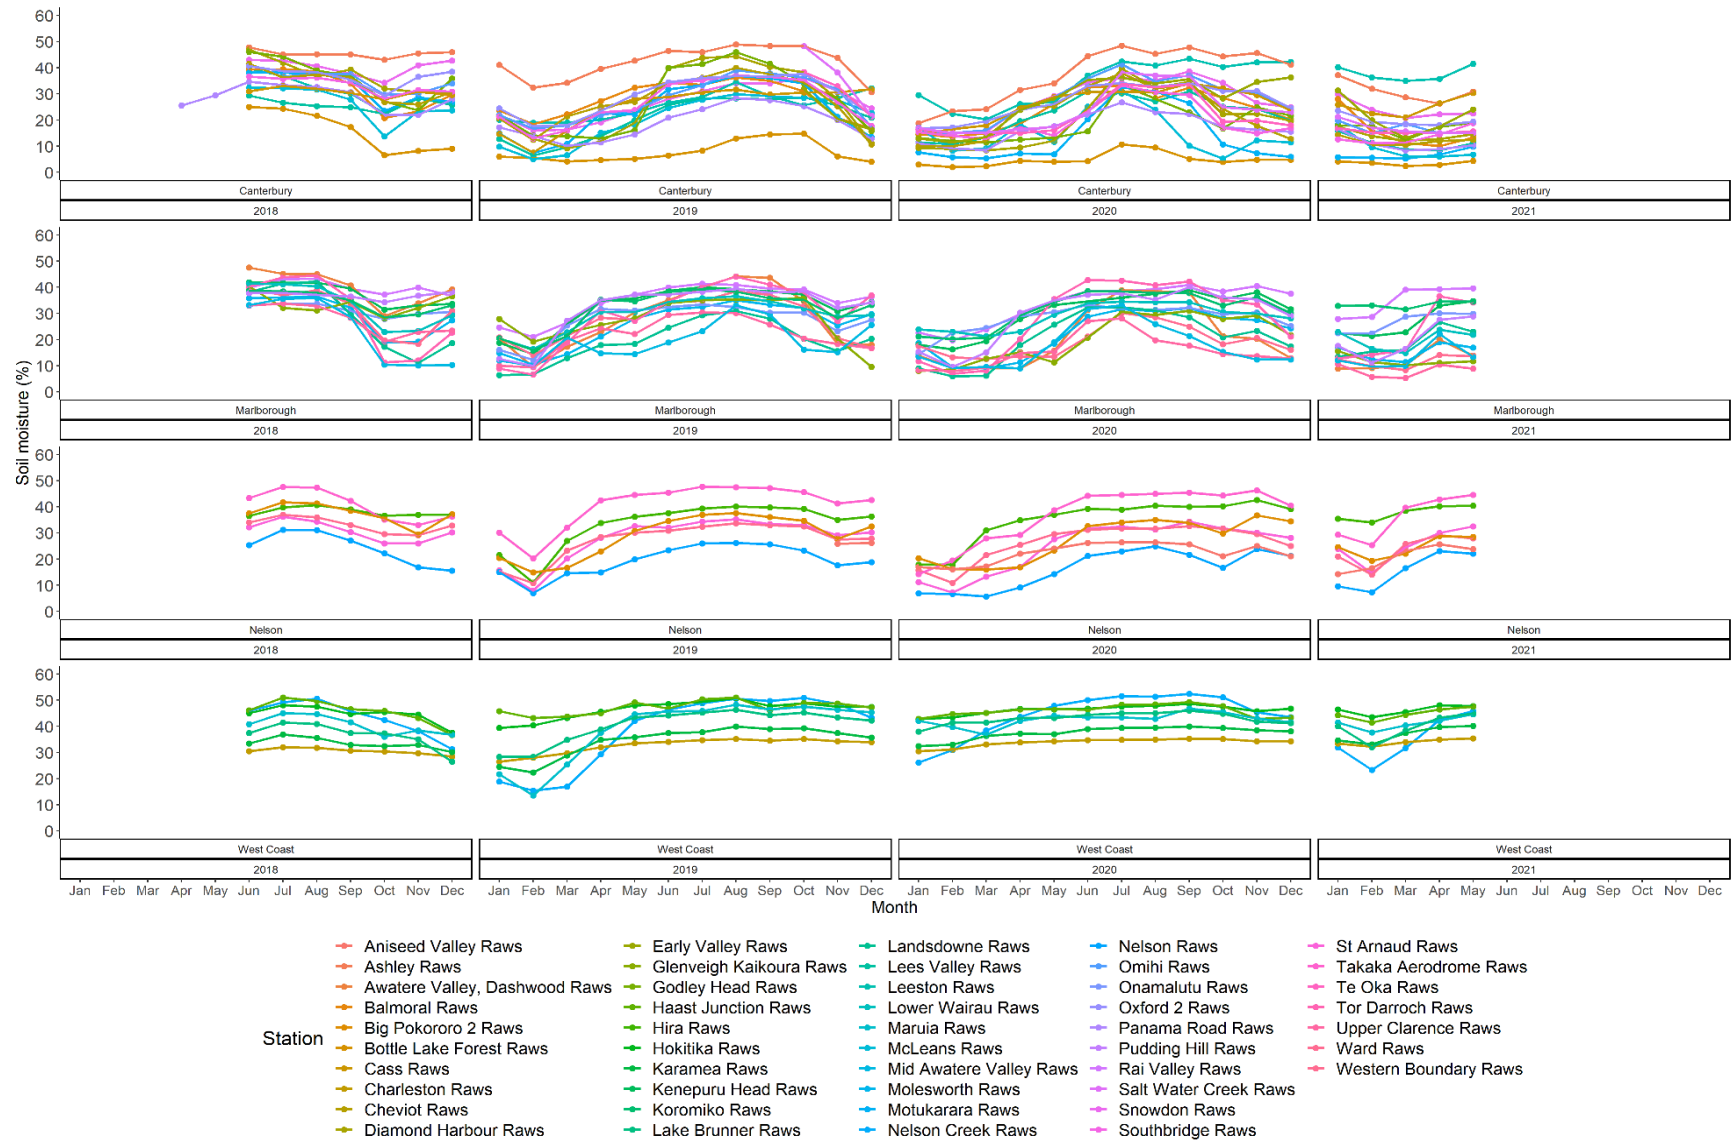 Soil moisture (%)
60
50
40
30
20
10
0
Canterbury Canterbury Canterbury Canterbury
2018 2019 2020 2021
60
50
40
30
20
10
0
Marlborough Marlborough Marlborough Marlborough
2018 2019 2020 2021
60
50
40
30
20
10
0
Nelson Nelson Nelson Nelson
2018 2019 2020 2021
60
50
40
30
20
10
0
West Coast West Coast West Coast West Coast
2018 2019 2020 2021
Jan Feb Mar Apr May Jun Jul Aug Sep Oct Nov Dec Jan Feb Mar Apr May Jun Jul Aug Sep Oct Nov Dec Jan Feb Mar Apr May Jun Jul Aug Sep Oct Nov Dec Jan Feb Mar Apr May Jun Jul Aug Sep Oct Nov Dec
Month
Station
Aniseed Valley Raws
Ashley Raws
Awatere Valley, Dashwood Raws
Balmoral Raws
Big Pokororo 2 Raws
Bottle Lake Forest Raws
Cass Raws
Charleston Raws
Cheviot Raws
Diamond Harbour Raws
Early Valley Raws
Glenveigh Kaikoura Raws
Godley Head Raws
Haast Junction Raws
Hira Raws
Hokitika Raws
Karamea Raws
Kenepuru Head Raws
Koromiko Raws
Lake Brunner Raws
Landsdowne Raws
Lees Valley Raws
Leeston Raws
Lower Wairau Raws
Maruia Raws
McLeans Raws
Mid Awatere Valley Raws
Molesworth Raws
Motukarara Raws
Nelson Creek Raws
Nelson Raws
Omihi Raws
Onamalutu Raws
Oxford 2 Raws
Panama Road Raws
Pudding Hill Raws
Rai Valley Raws
Salt Water Creek Raws
Snowdon Raws
Southbridge Raws
St Arnaud Raws
Takaka Aerodrome Raws
Te Oka Raws
Tor Darroch Raws
Upper Clarence Raws
Ward Raws
Western Boundary Raws